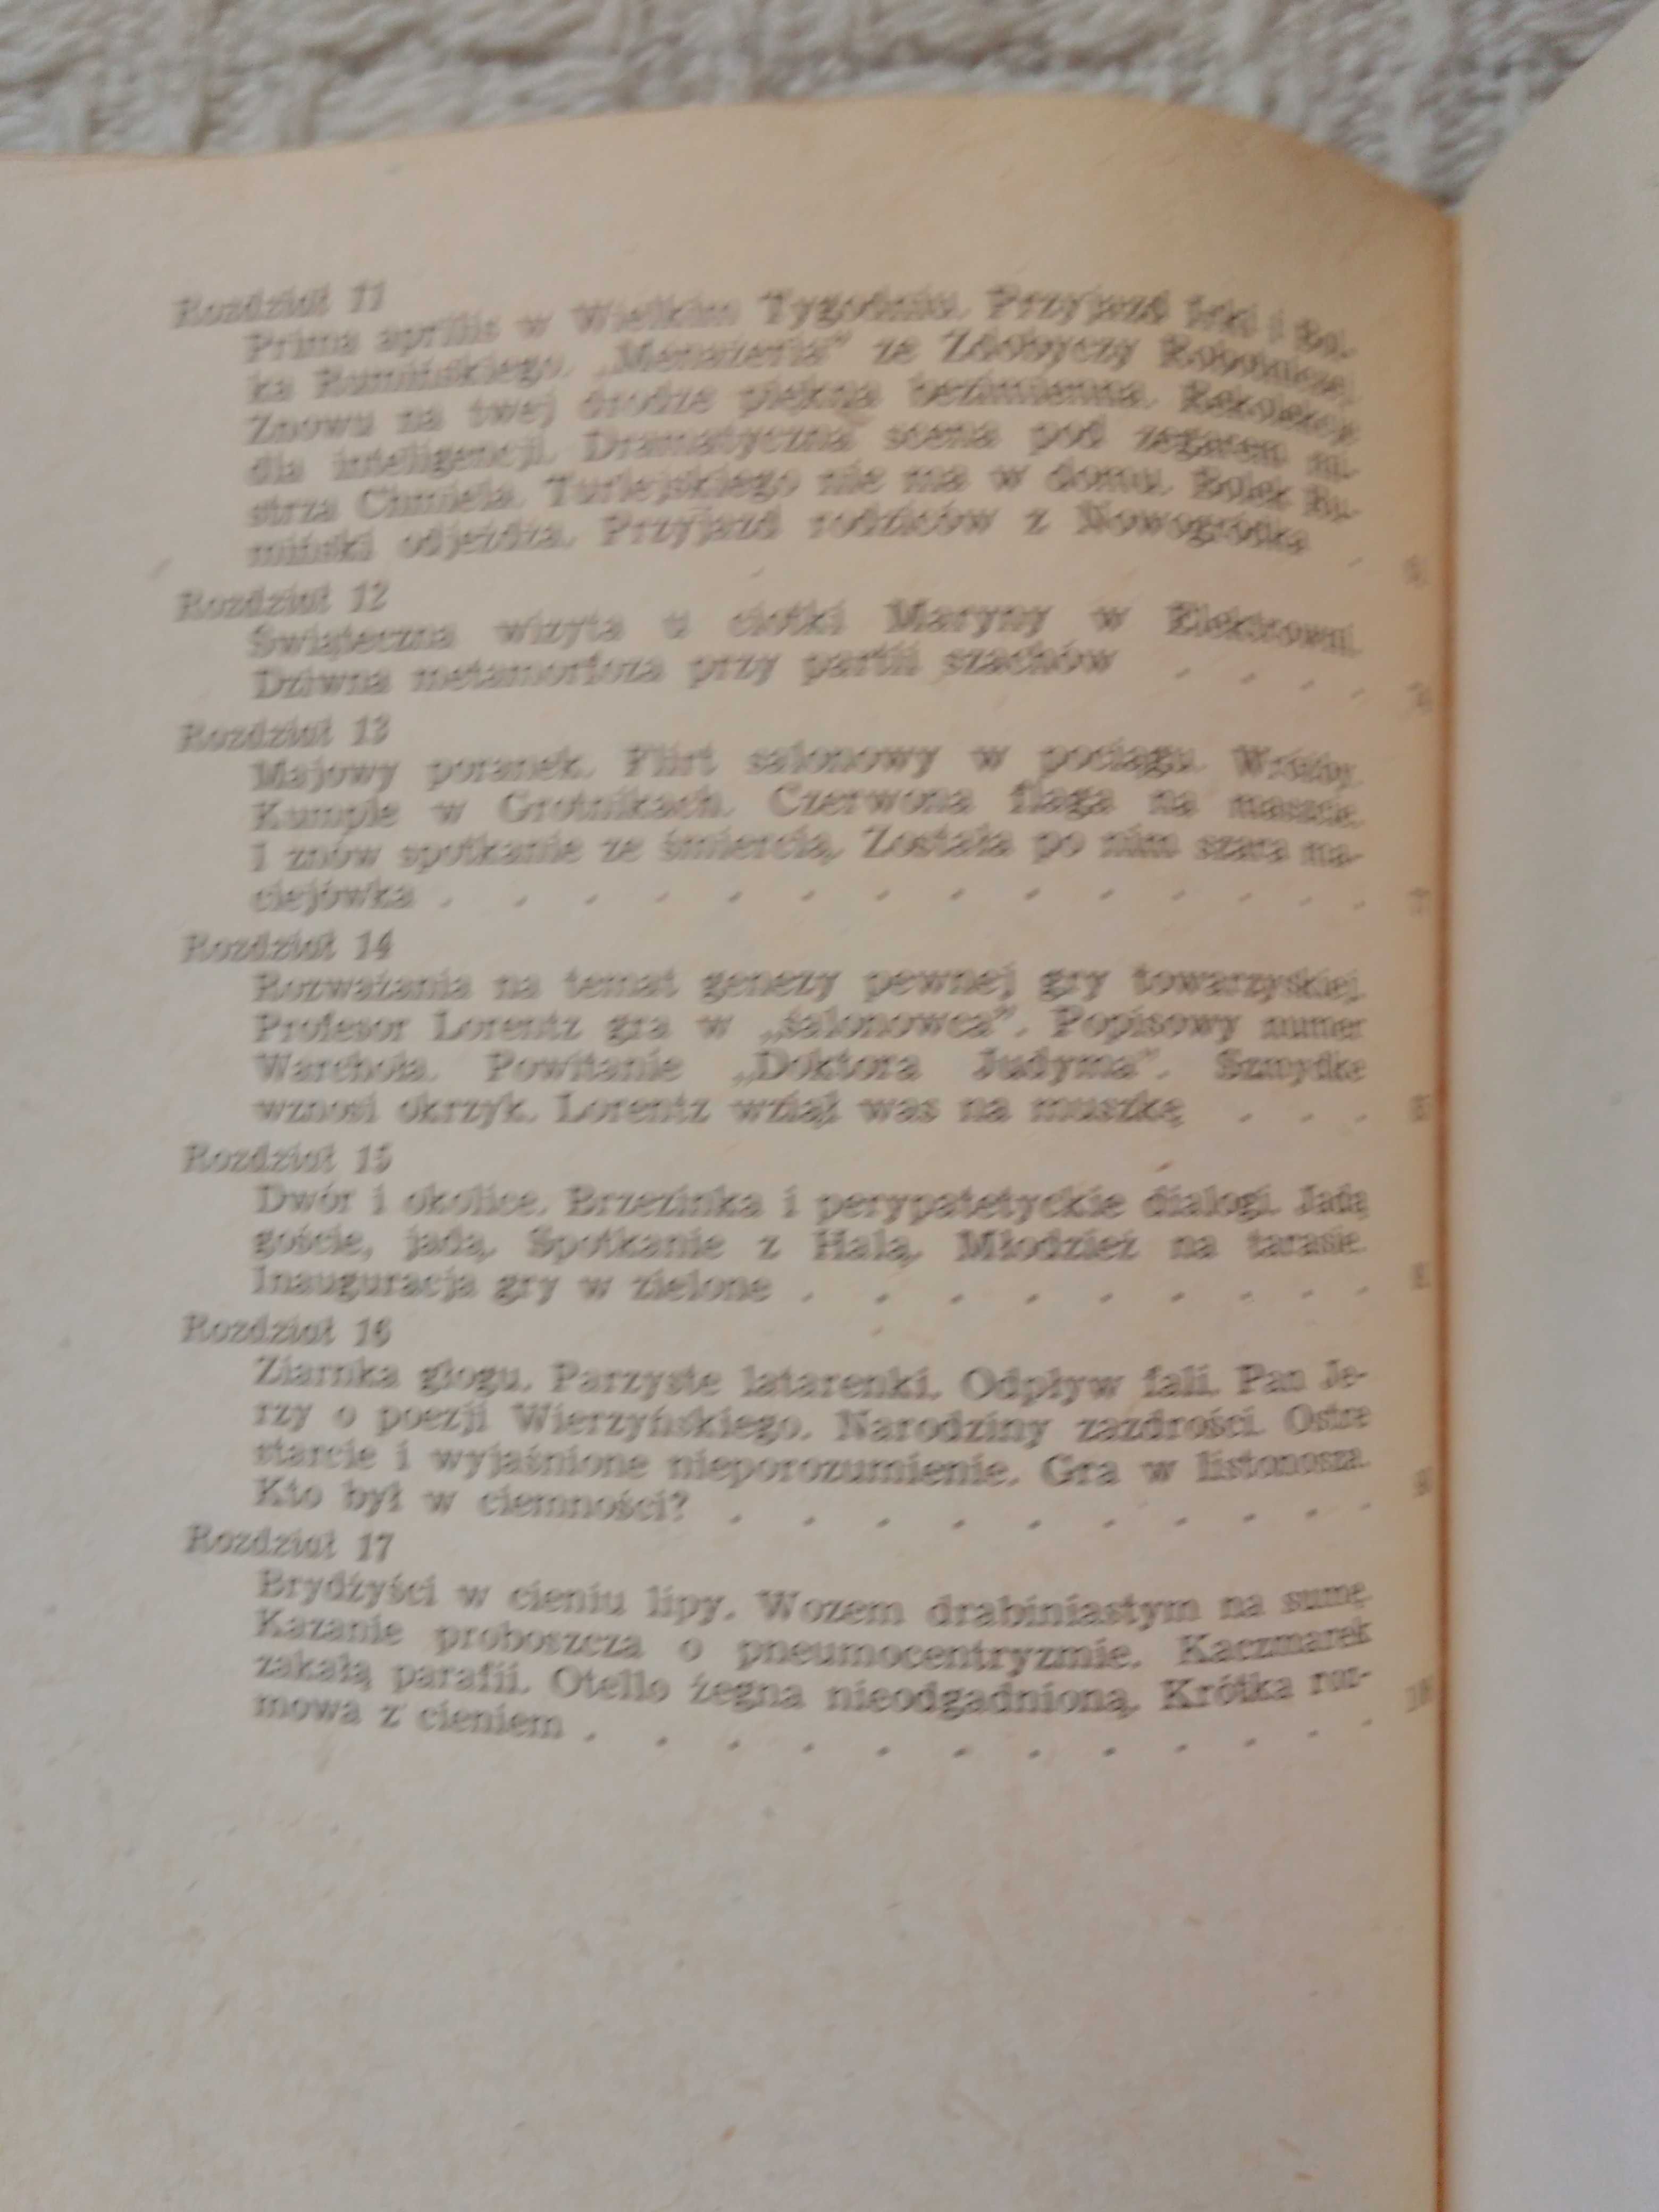 Rozdział 11
Prima aprilis w Wielkim Tygodniu. Przyjazd Irki i Bol-
ka Rumińskiego. „Menażeria” ze Zdobyczy Robotniczej.
Znowu na twej drodze piękna bezimienna. Rekolekcje
dla inteligencji. Dramatyczna scena pod zegarem mi-
strza Chmiela. Turlejskiego nie ma w domu. Bolek Ru-
miński odjeżdża. Przyjazd rodziców z Nowogródka .
Rozdział 12
Świąteczna wizyta u ciotki Maryny w Elektrowni.
Dziwna metamorfoza przy partii szachów . . . .
Rozdział 13
Majowy poranek. Flirt salonowy w pociągu. Wróżby.
Kumple w Grotnikach. Czerwona flaga na maszcie.
I znów spotkanie ze śmiercią. Została po nim szara ma-
ciejówka . . . . . . . . . . . . . .
Rozdział 14
Rozważania na temat genezy pewnej gry towarzyskiej.
Profesor Lorentz gra w „salonowca”. Popisowy numer
Warchoła. Powitanie „Doktora Judyma”. Szmydke
wznosi okrzyk. Lorentz wziął was na muszkę . . .
Rozdział 15
Dwór i okolice. Brzezinka i perypatetyckie dialogi. Jadą
goście, jadą. Spotkanie z Halą. Młodzież na tarasie.
Inauguracja gry w zielone . . . . . . . . .
Rozdział 16
Ziarnka głogu. Parzyste latarenki. Odpływ fali. Pan Je-
rzy o poezji Wierzyńskiego. Narodziny zazdrości. Ostre
starcie i wyjaśnione nieporozumienie. Gra w listonosza.
Kto był w ciemności? . . . . . . . . . .
Rozdział 17
Brydżyści w cieniu lipy. Wozem drabiniastym na sumę.
Kazanie proboszcza o pneumocentryzmie. Kaczmarek
zakałą parafii. Otello żegna nieodgadnioną. Krótka roz-
mowa z cieniem . . . . . . . . . . . .